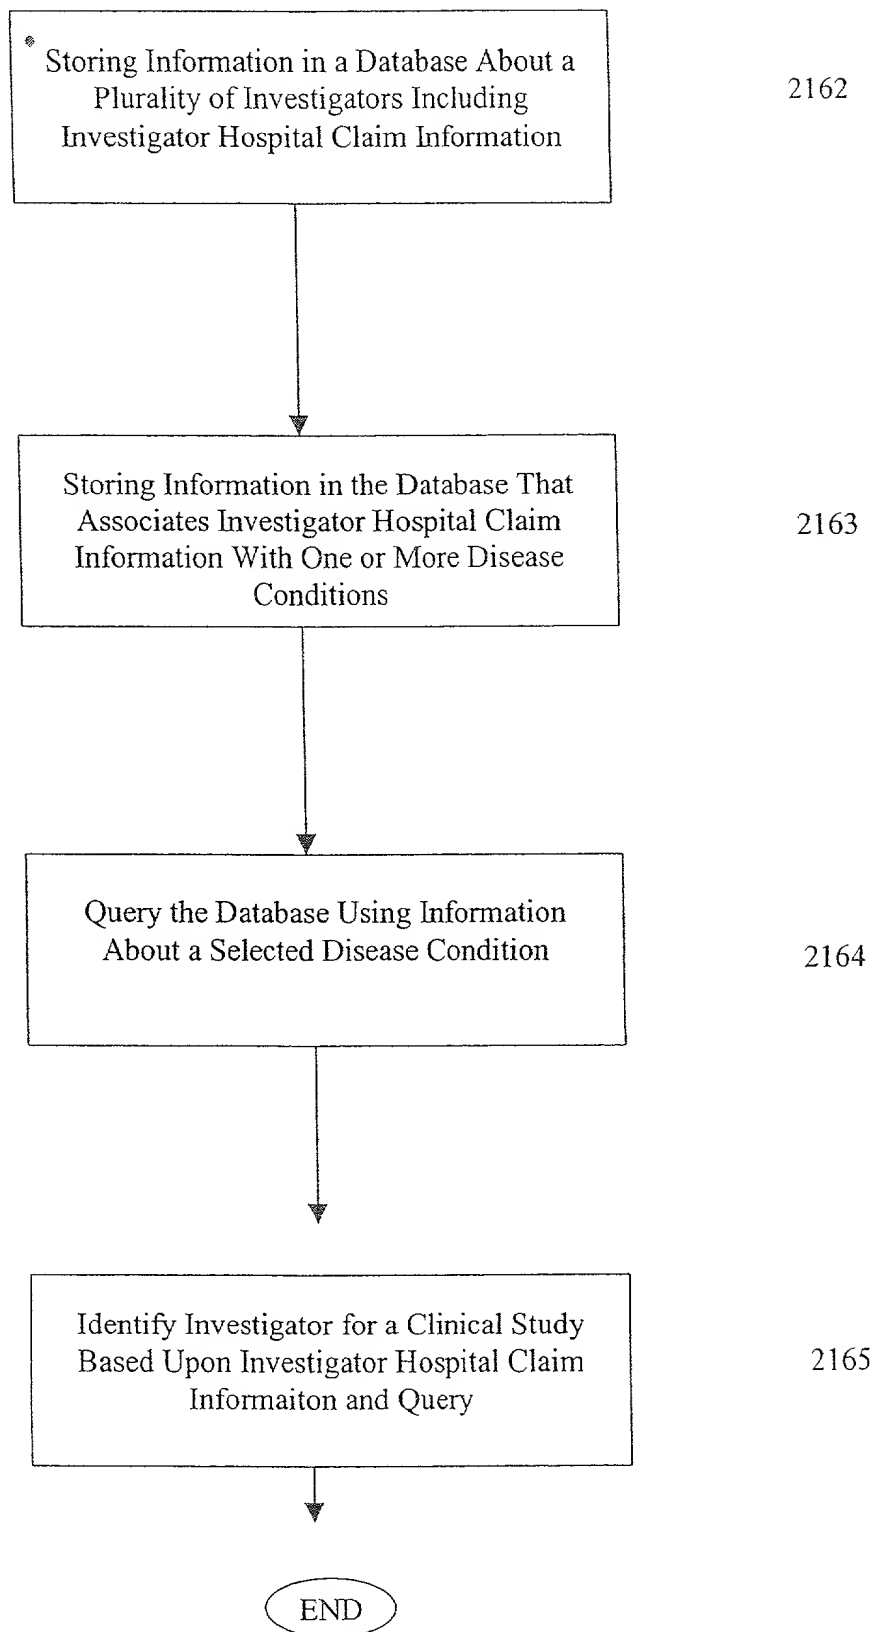 Storing Information in a Database About a
Plurality of Investigators Including
Investigator Hospital Claim Information
2162
Storing Information in the Database That
Associates Investigator Hospital Claim
Information With One or More Disease
Conditions
2163
Query the Database Using Information
About a Selected Disease Condition
2164
Identify Investigator for a Clinical Study
Based Upon Investigator Hospital Claim
Informaiton and Query
2165
END